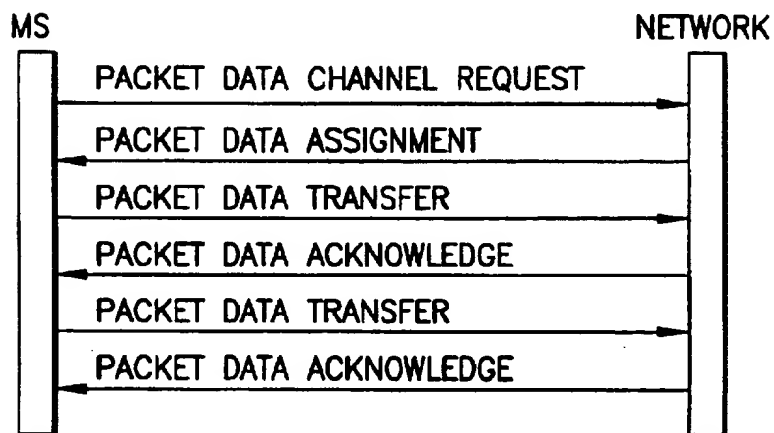 MS
NETWORK
PACKET DATA CHANNEL REQUEST
PACKET DATA ASSIGNMENT
PACKET DATA TRANSFER
PACKET DATA ACKNOWLEDGE
PACKET DATA TRANSFER
PACKET DATA ACKNOWLEDGE